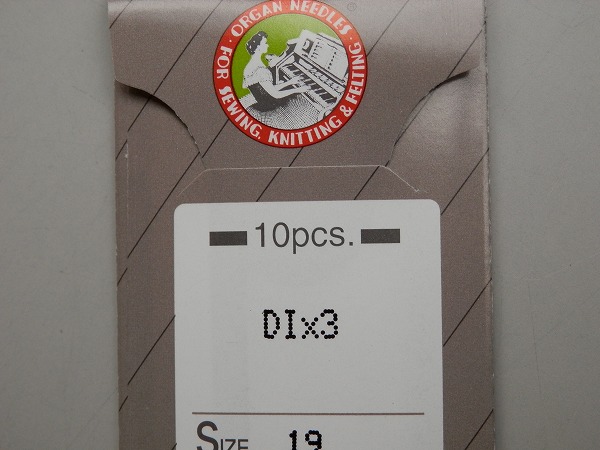 ORGAN NEEDLES
FOR SEWING, KNITTING & FELTING
10pcs.
DIx3
SIZE 19